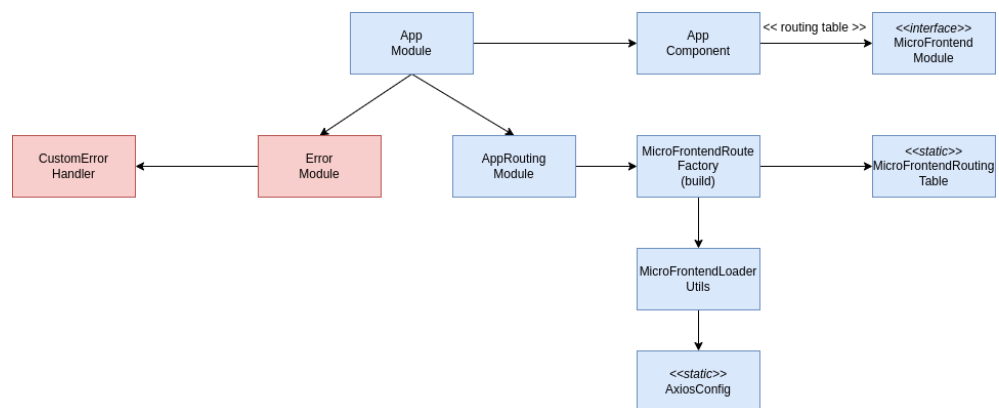 App
Module
App
Component
<< routing table >>
<<interface>>
MicroFrontend
Module
CustomError
Handler
Error
Module
AppRouting
Module
MicroFrontendRoute
Factory
(build)
<<static>>
MicroFrontendRouting
Table
MicroFrontendLoader
Utils
<<static>>
AxiosConfig